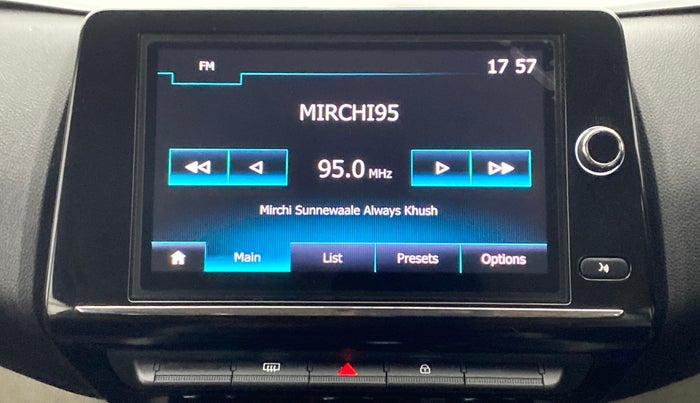 FM
17 57
MIRCHI95
95.0 MHz
Mirchi Sunnewaale Always Khush
Main
List
Presets
Options